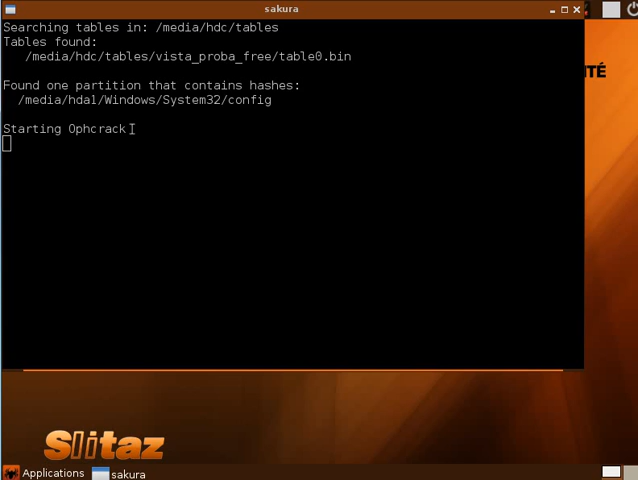 sakura
Searching tables in: /media/hdc/tables
Tables found:
/media/hdc/tables/vista_proba_free/table0.bin
Found one partition that contains hashes:
/media/hda1/Windows/System32/config
Starting Ophcrack
ITÉ
Slitaz
Applications
sakura